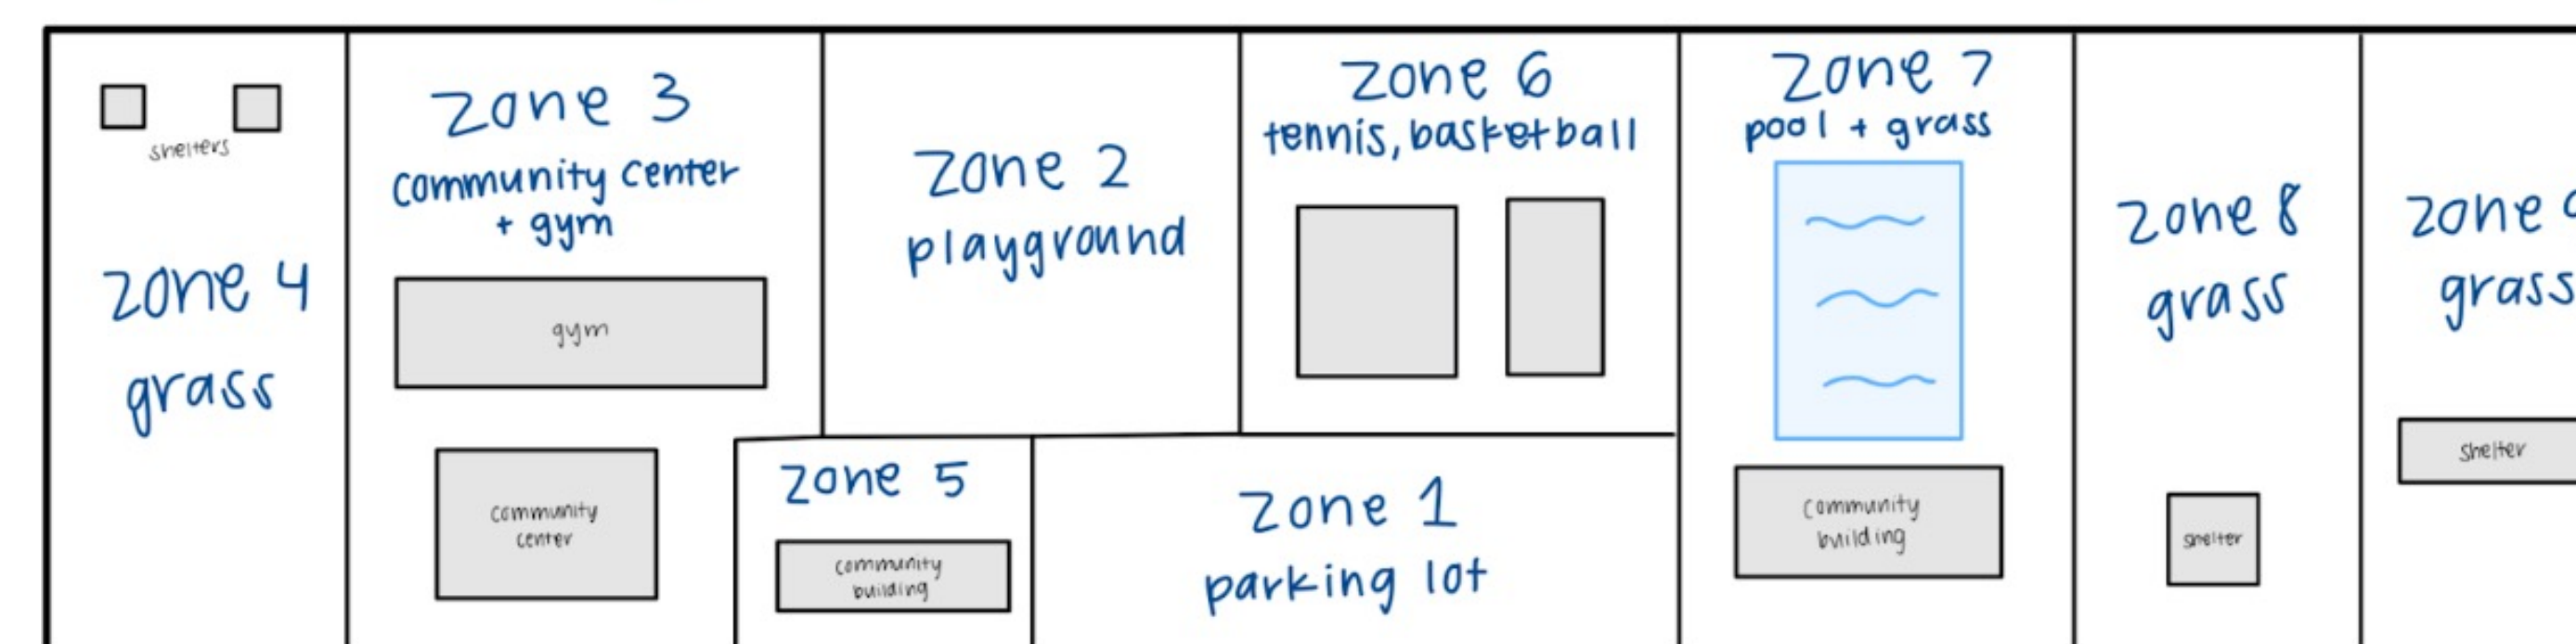 shelters
zone 4
grass
zone 3
community center
+ gym
gym
community
center
zone 2
playground
zone 5
community
building
zone 6
tennis, basketball
zone 1
parking lot
zone 7
pool + grass
community
building
zone 8
grass
shelter
zone
grass
shelter